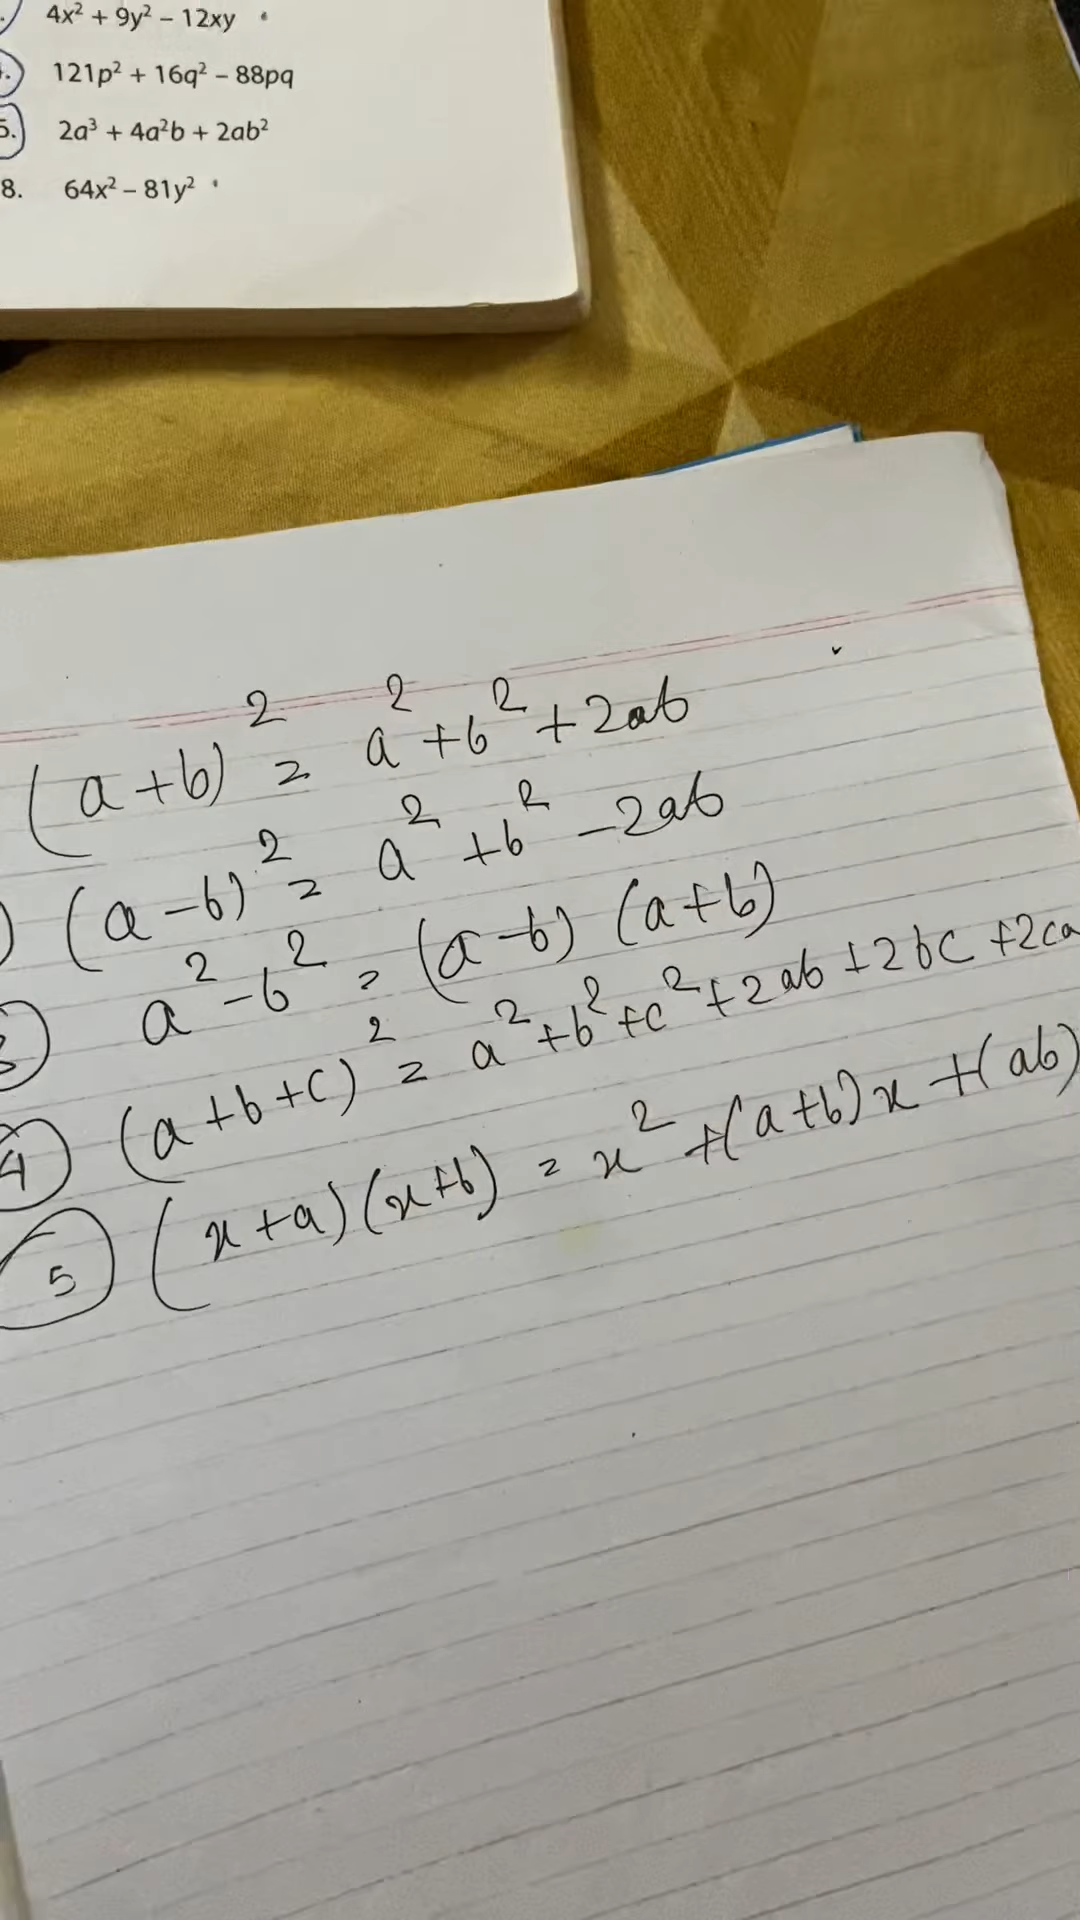 4x² + 9y² – 12xy
121p² + 16q² – 88pq
5. 2a³ + 4a²b + 2ab²
8. 64x² – 81y²
(a+b)² = a² + b² + 2ab
) (a-b)² = a² + b² - 2ab
a² - b² = (a-b) (a+b)
4 (a+b+c)² = a² + b² + c² + 2ab + 2bc + 2ca
5 (x+a)(x+b) = x² + (a+b)x + (ab)